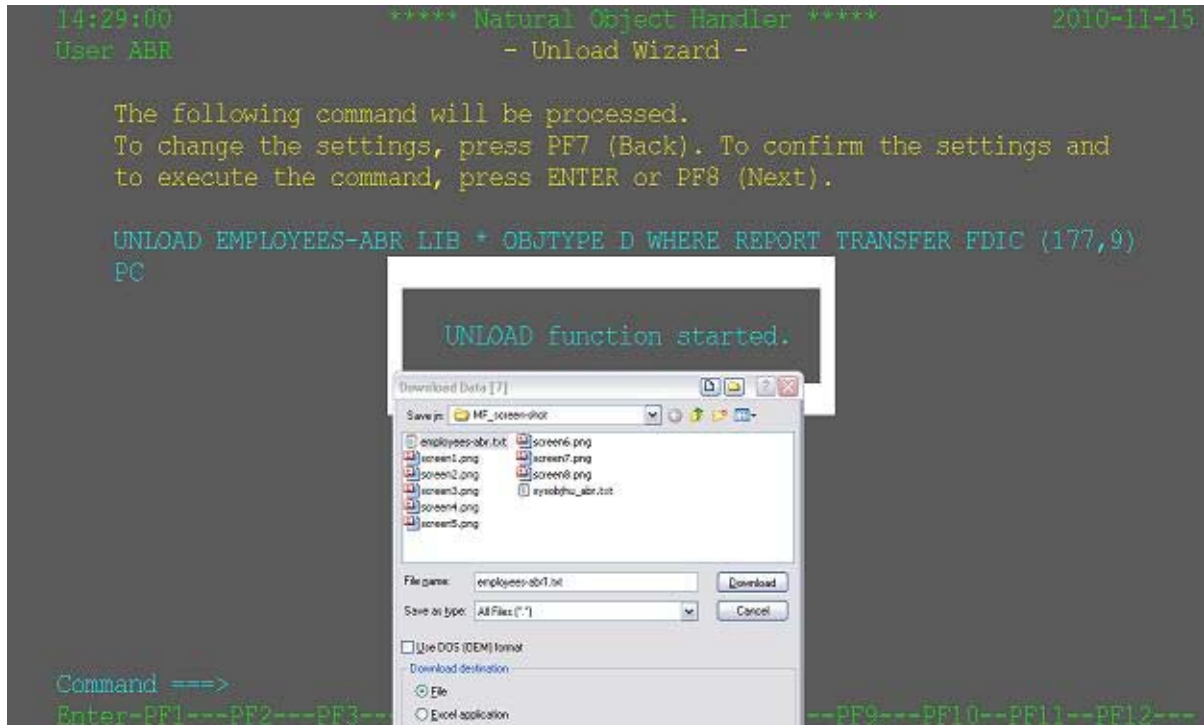 14:29:00 ***** Natural Object Handler ***** 2010-11-15
User ABR - Unload Wizard -
The following command will be processed.
To change the settings, press PF7 (Back). To confirm the settings and
to execute the command, press ENTER or PF8 (Next).
UNLOAD EMPLOYEES-ABR LIB * OBJTYPE D WHERE REPORT TRANSFER FDIC (177,9)
PC
UNLOAD function started.
Download Data [7]
Save in: MF_screen-shot
employees-abr.txt screen6.png
screen1.png screen7.png
screen2.png screen8.png
screen3.png sysobjhu_abr.txt
screen4.png
screen5.png
File name: employees-abr1.txt Download
Save as type: All Files (*.*) Cancel
Use DOS (OEM) format
Download destination
File
Excel application
Command ===>
Enter-PF1---PF2---PF3-- --PF9---PF10--PF11--PF12---